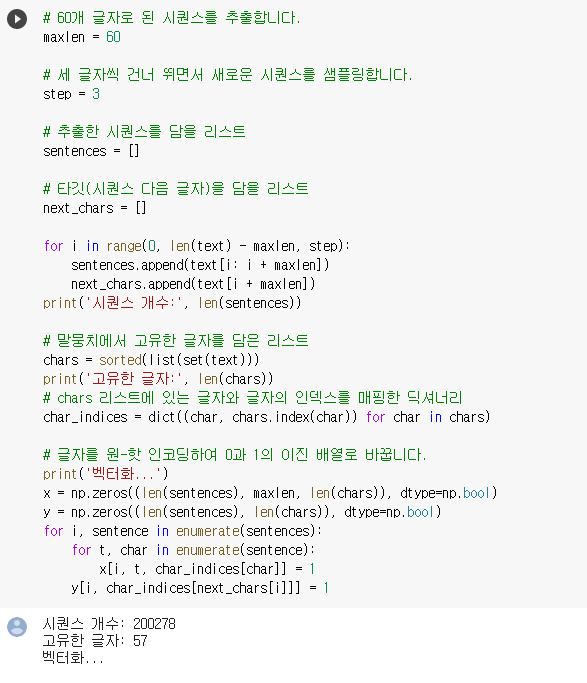 # 60개 글자로 된 시퀀스를 추출합니다.
maxlen = 60
# 세 글자씩 건너 뛰면서 새로운 시퀀스를 샘플링합니다.
step = 3
# 추출한 시퀀스를 담을 리스트
sentences = []
# 타깃(시퀀스 다음 글자)을 담을 리스트
next_chars = []
for i in range(0, len(text) - maxlen, step):
    sentences.append(text[i: i + maxlen])
    next_chars.append(text[i + maxlen])
print('시퀀스 개수:', len(sentences))
# 말뭉치에서 고유한 글자를 담은 리스트
chars = sorted(list(set(text)))
print('고유한 글자:', len(chars))
# chars 리스트에 있는 글자와 글자의 인덱스를 매핑한 딕셔너리
char_indices = dict((char, chars.index(char)) for char in chars)
# 글자를 원-핫 인코딩하여 0과 1의 이진 배열로 바꿉니다.
print('벡터화...')
x = np.zeros((len(sentences), maxlen, len(chars)), dtype=np.bool)
y = np.zeros((len(sentences), len(chars)), dtype=np.bool)
for i, sentence in enumerate(sentences):
    for t, char in enumerate(sentence):
        x[i, t, char_indices[char]] = 1
    y[i, char_indices[next_chars[i]]] = 1
시퀀스 개수: 200278
고유한 글자: 57
벡터화...